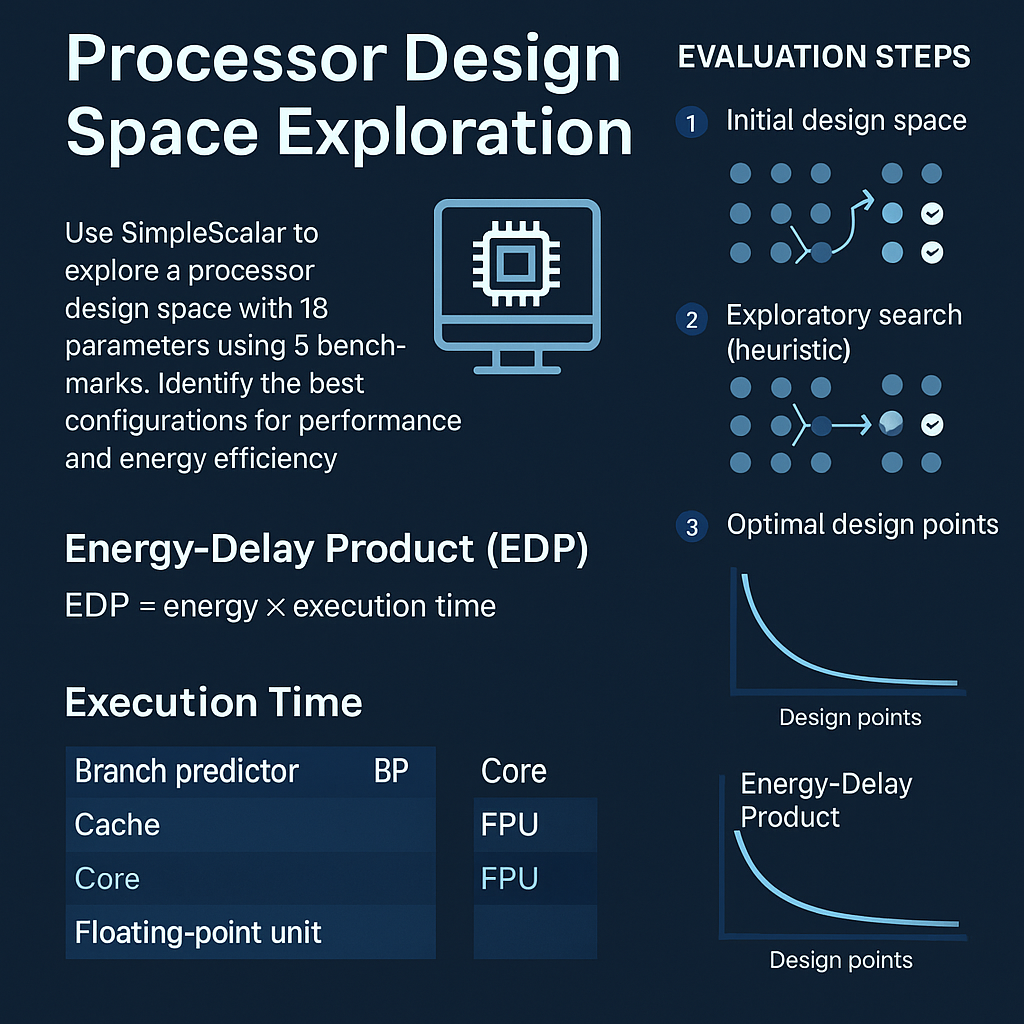 Processor Design
Space Exploration
Use SimpleScalar to
explore a processor
design space with 18
parameters using 5 bench-
marks. Identify the best
configurations for performance
and energy efficiency
Energy-Delay Product (EDP)
EDP = energy × execution time
Execution Time
Branch predictor BP Core
Cache FPU
Core FPU
Floating-point unit
EVALUATION STEPS
1 Initial design space
2 Exploratory search
(heuristic)
3 Optimal design points
Design points
Energy-Delay
Product
Design points